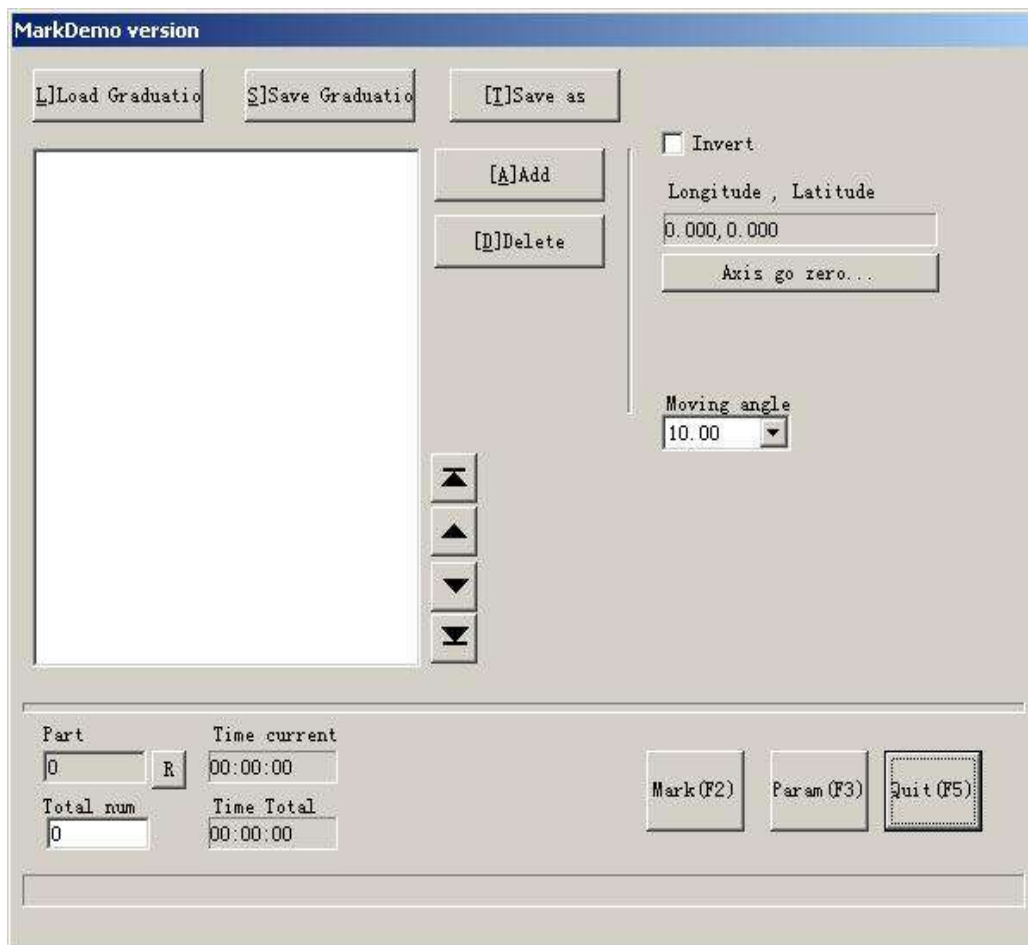 MarkDemo version
L]Load Graduatio
S]Save Graduatio
[T]Save as
[A]Add
[D]Delete
Invert
Longitude , Latitude
0.000,0.000
Axis go zero...
Moving angle
10.00
Part
0
R
Time current
00:00:00
Total num
0
Time Total
00:00:00
Mark(F2)
Param(F3)
Quit(F5)